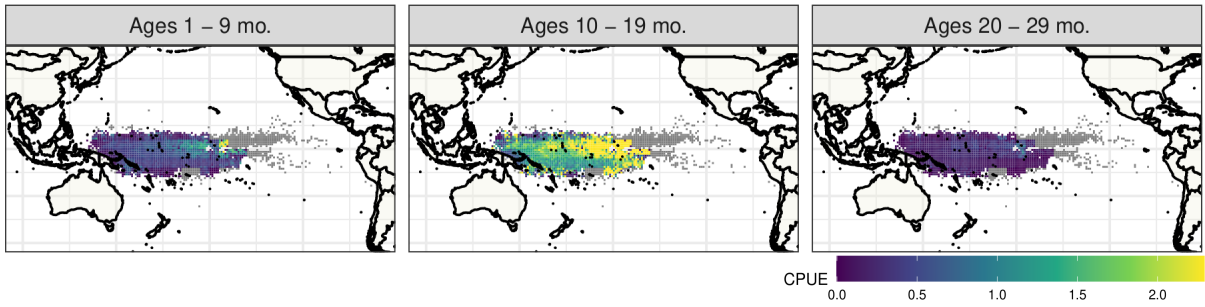 Ages 1 − 9 mo.
Ages 10 − 19 mo.
Ages 20 − 29 mo.
CPUE
0.0 0.5 1.0 1.5 2.0